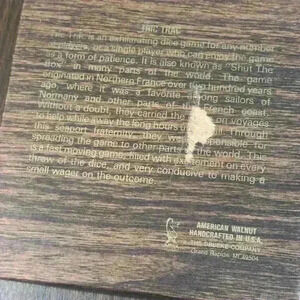 TRIC TRAC
Tric Trac is an exhilarating dice game for any number
of players, or a single player who can enjoy the game
as a form of patience. It is also known as "Shut The
Box" in many parts of the world. The game
originated in Northern France over two hundred years
ago, where it was a favorite among sailors of
Normany and other parts of the French coast.
Without a doubt, they carried the on voyages
to help while away the long hours Through
this seaport fraternity, responsible for
spreading the game to other parts of the world. This
is a fast moving game, filled with excitement on every
throw of the dice, and very conducive to making a
small wager on the outcome.
AMERICAN WALNUT
HANDCRAFTED IN U.S.A.
THE DRUEKE COMPANY
Grand Rapids, MI 49504